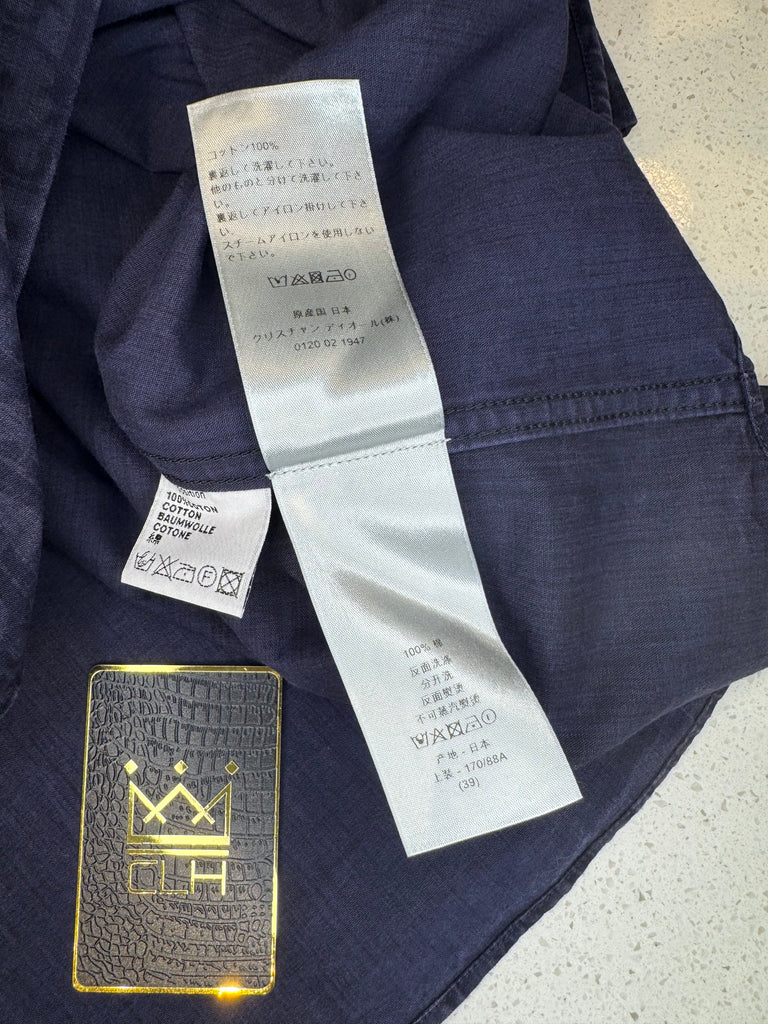 コットン100%
裏返して洗濯して下さい。
他のものと分けて洗濯して下さ
い。
裏返してアイロン掛けして下さ
い。
スチームアイロンを使用しない
で下さい。
原産国 日本
クリスチャン ディオール(株)
0120 02 1947
100%COTON
COTTON
BAUMWOLLE
COTONE
綿
F
100% 棉
反面洗涤
分开洗
反面熨烫
不可蒸汽熨烫
产地 - 日本
上装 - 170/88A
(39)
CLH